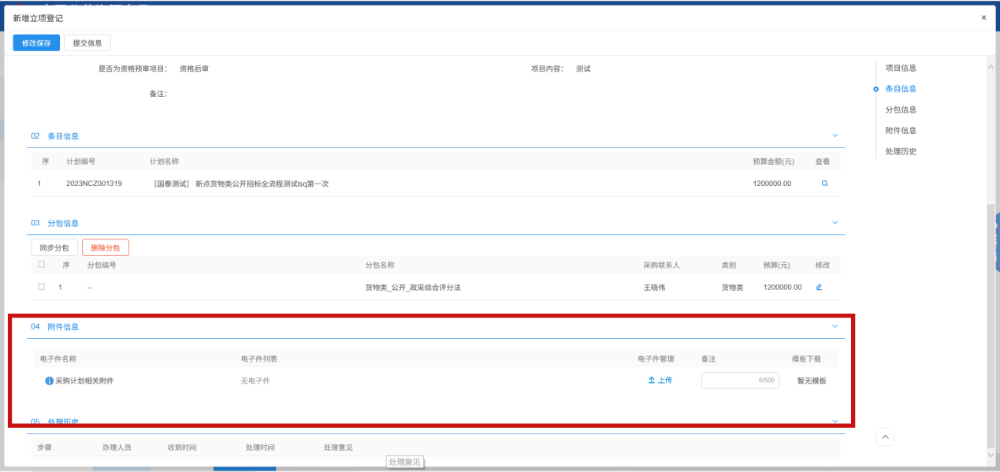 新增立项登记 ×
修改保存 提交信息
是否为资格预审项目： 资格后审 项目内容： 测试
备注：
项目信息
条目信息
分包信息
附件信息
处理历史
02 条目信息
序 计划编号 计划名称 预算金额(元) 查看
1 2023NCZ001319 [国泰测试] 新点货物类公开招标全流程测试lsq第一次 1200000.00
03 分包信息
同步分包 删除分包
序 分包编号 分包名称 采购联系人 类别 预算(元) 修改
1 -- 货物类_公开_政采综合评分法 王晓伟 货物类 1200000.00
04 附件信息
电子件名称 电子件列表 电子件管理 备注 模板下载
采购计划相关附件 无电子件 上传 0/500 暂无模板
05 处理历史
步骤 办理人员 收到时间 处理时间 处理意见
处理意见